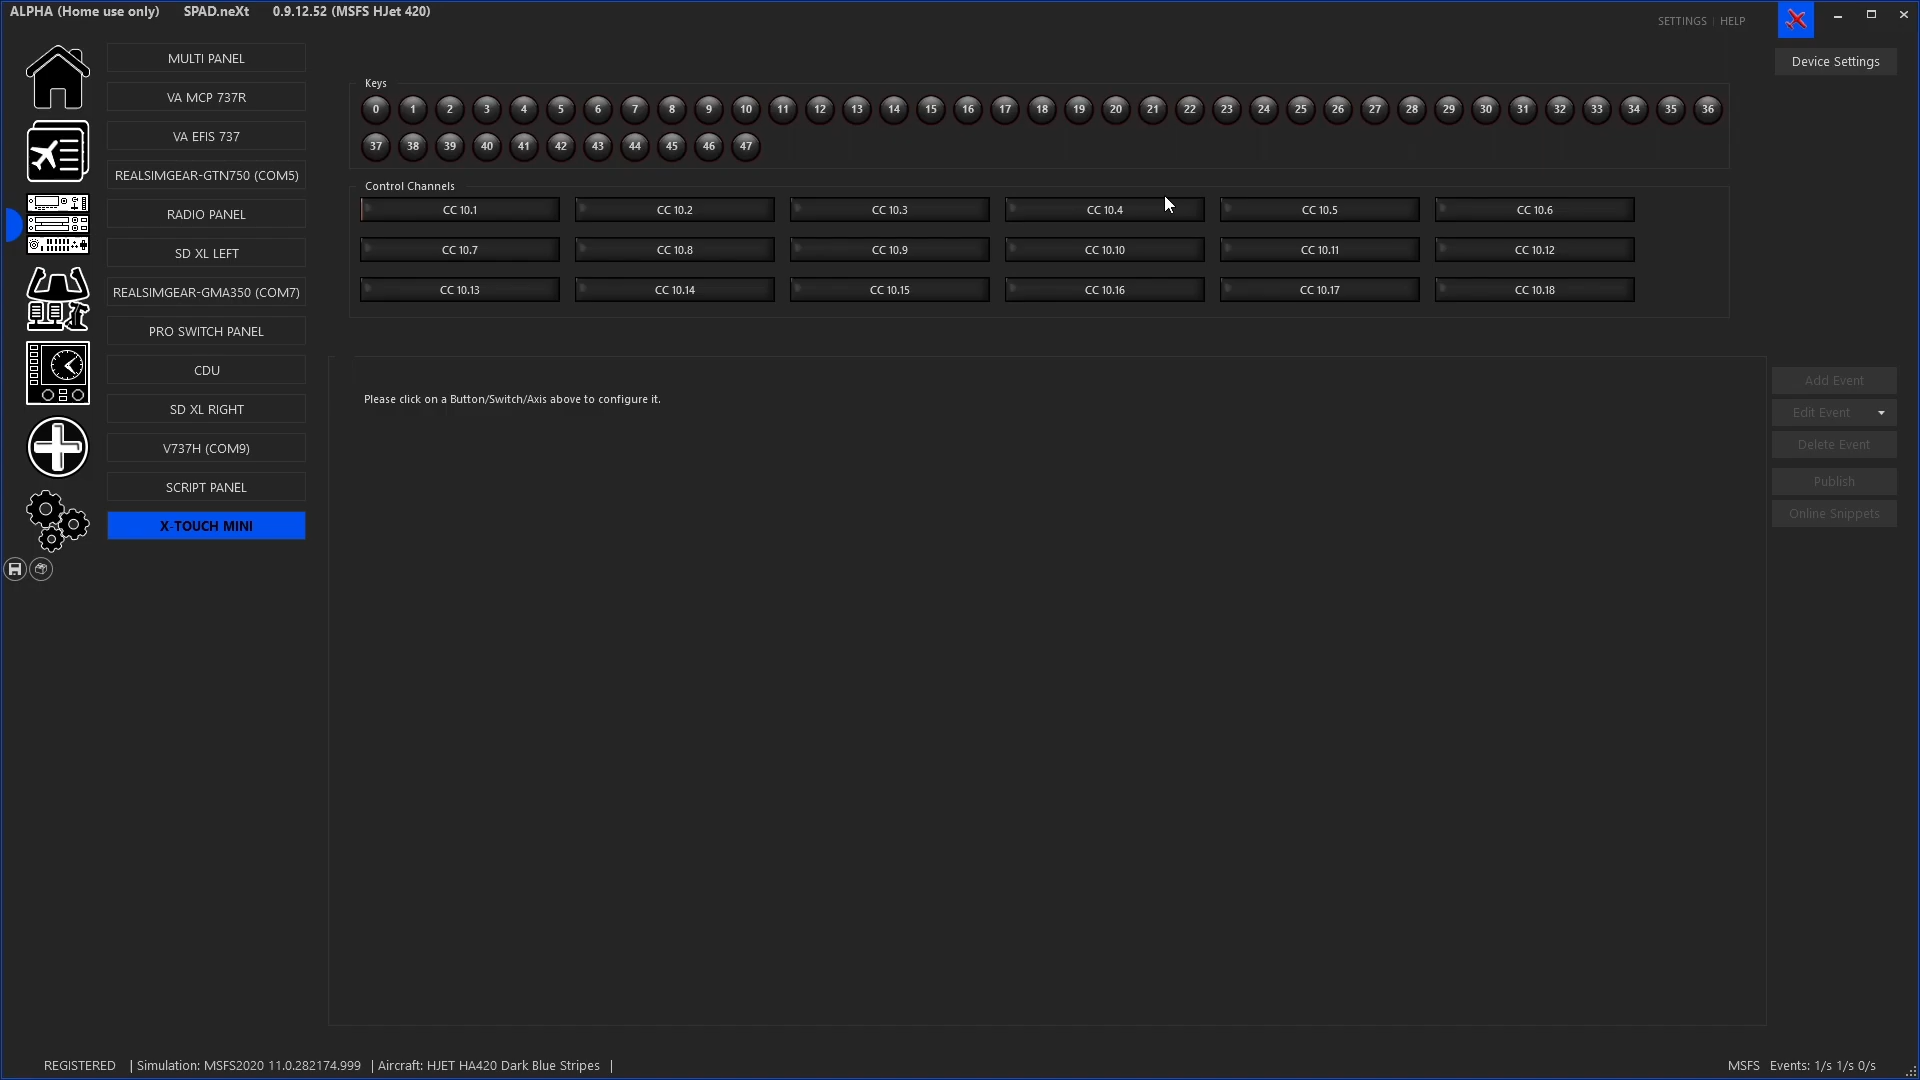 ALPHA (Home use only) SPAD.neXt 0.9.12.52 (MSFS HJet 420)
SETTINGS | HELP
Device Settings
MULTI PANEL
VA MCP 737R
VA EFIS 737
REALSIMGEAR-GTN750 (COM5)
RADIO PANEL
SD XL LEFT
REALSIMGEAR-GMA350 (COM7)
PRO SWITCH PANEL
CDU
SD XL RIGHT
V737H (COM9)
SCRIPT PANEL
X-TOUCH MINI
Keys
0 1 2 3 4 5 6 7 8 9 10 11 12 13 14 15 16 17 18 19 20 21 22 23 24 25 26 27 28 29 30 31 32 33 34 35 36
37 38 39 40 41 42 43 44 45 46 47
Control Channels
CC 10.1 CC 10.2 CC 10.3 CC 10.4 CC 10.5 CC 10.6
CC 10.7 CC 10.8 CC 10.9 CC 10.10 CC 10.11 CC 10.12
CC 10.13 CC 10.14 CC 10.15 CC 10.16 CC 10.17 CC 10.18
Please click on a Button/Switch/Axis above to configure it.
Add Event
Edit Event
Delete Event
Publish
Online Snippets
REGISTERED | Simulation: MSFS2020 11.0.282174.999 | Aircraft: HJET HA420 Dark Blue Stripes |
MSFS Events: 1/s 1/s 0/s